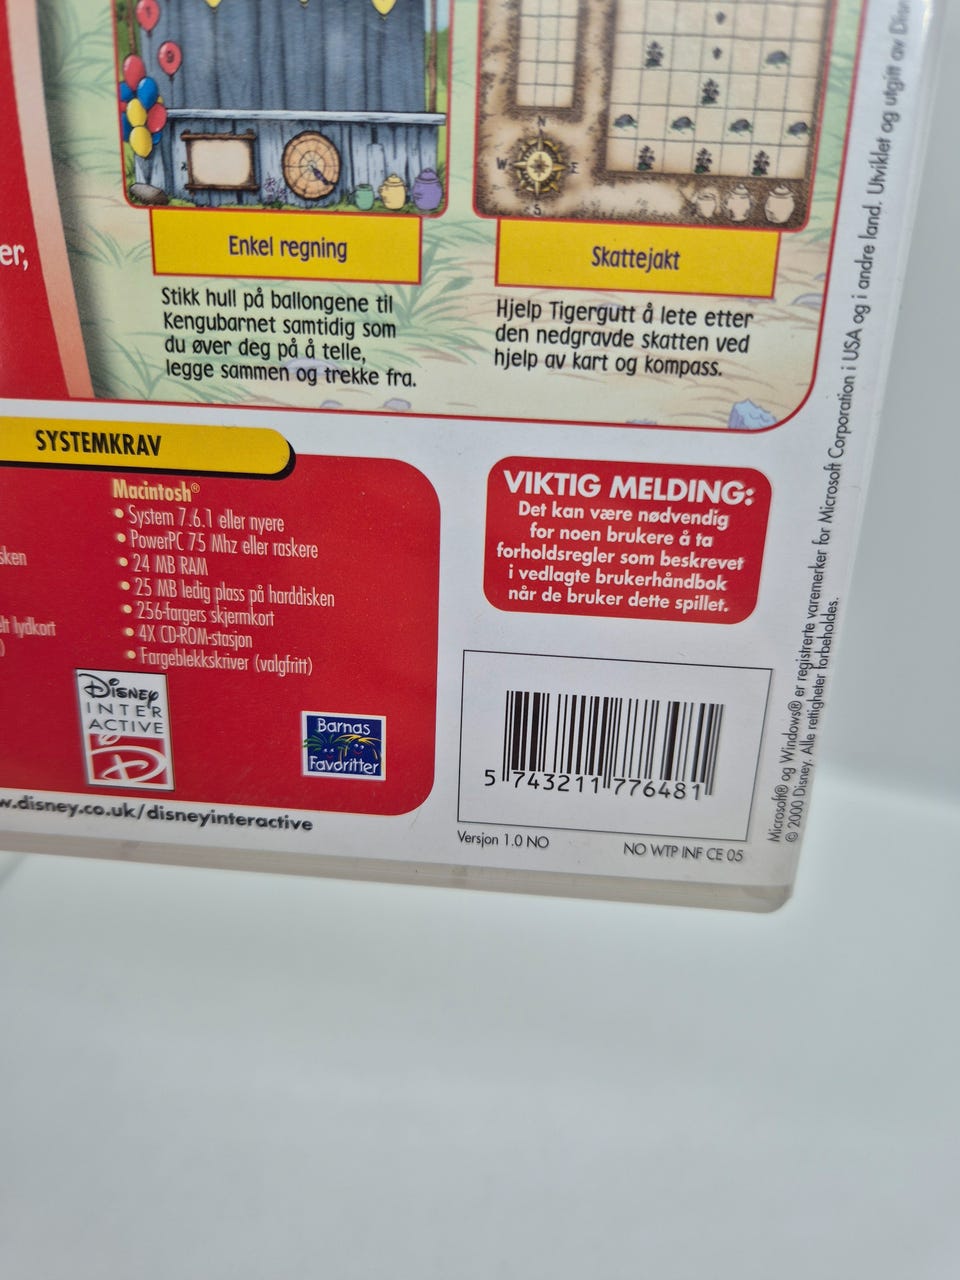 N
W
E
S
Enkel regning
Stikk hull på ballongene til
Kengubarnet samtidig som
du øver deg på å telle,
legge sammen og trekke fra.
Skattejakt
Hjelp Tigergutt å lete etter
den nedgravde skatten ved
hjelp av kart og kompass.
er,
SYSTEMKRAV
Macintosh®
• System 7.6.1 eller nyere
• PowerPC 75 Mhz eller raskere
• 24 MB RAM
• 25 MB ledig plass på harddisken
• 256-fargers skjermkort
• 4X CD-ROM-stasjon
• Fargeblekkskriver (valgfritt)
sken
lt lydkort
)
VIKTIG MELDING:
Det kan være nødvendig
for noen brukere å ta
forholdsregler som beskrevet
i vedlagte brukerhåndbok
når de bruker dette spillet.
DISNEY
INTER
ACTIVE
D
Barnas
Favoritter
w.disney.co.uk/disneyinteractive
5 743211 776481
Versjon 1.0 NO
NO WTP INF CE 05
Microsoft® og Windows® er registrerte varemerker for Microsoft Corporation i USA og i andre land. Utviklet og utgitt av Dis
© 2000 Disney. Alle rettigheter forbeholdes.